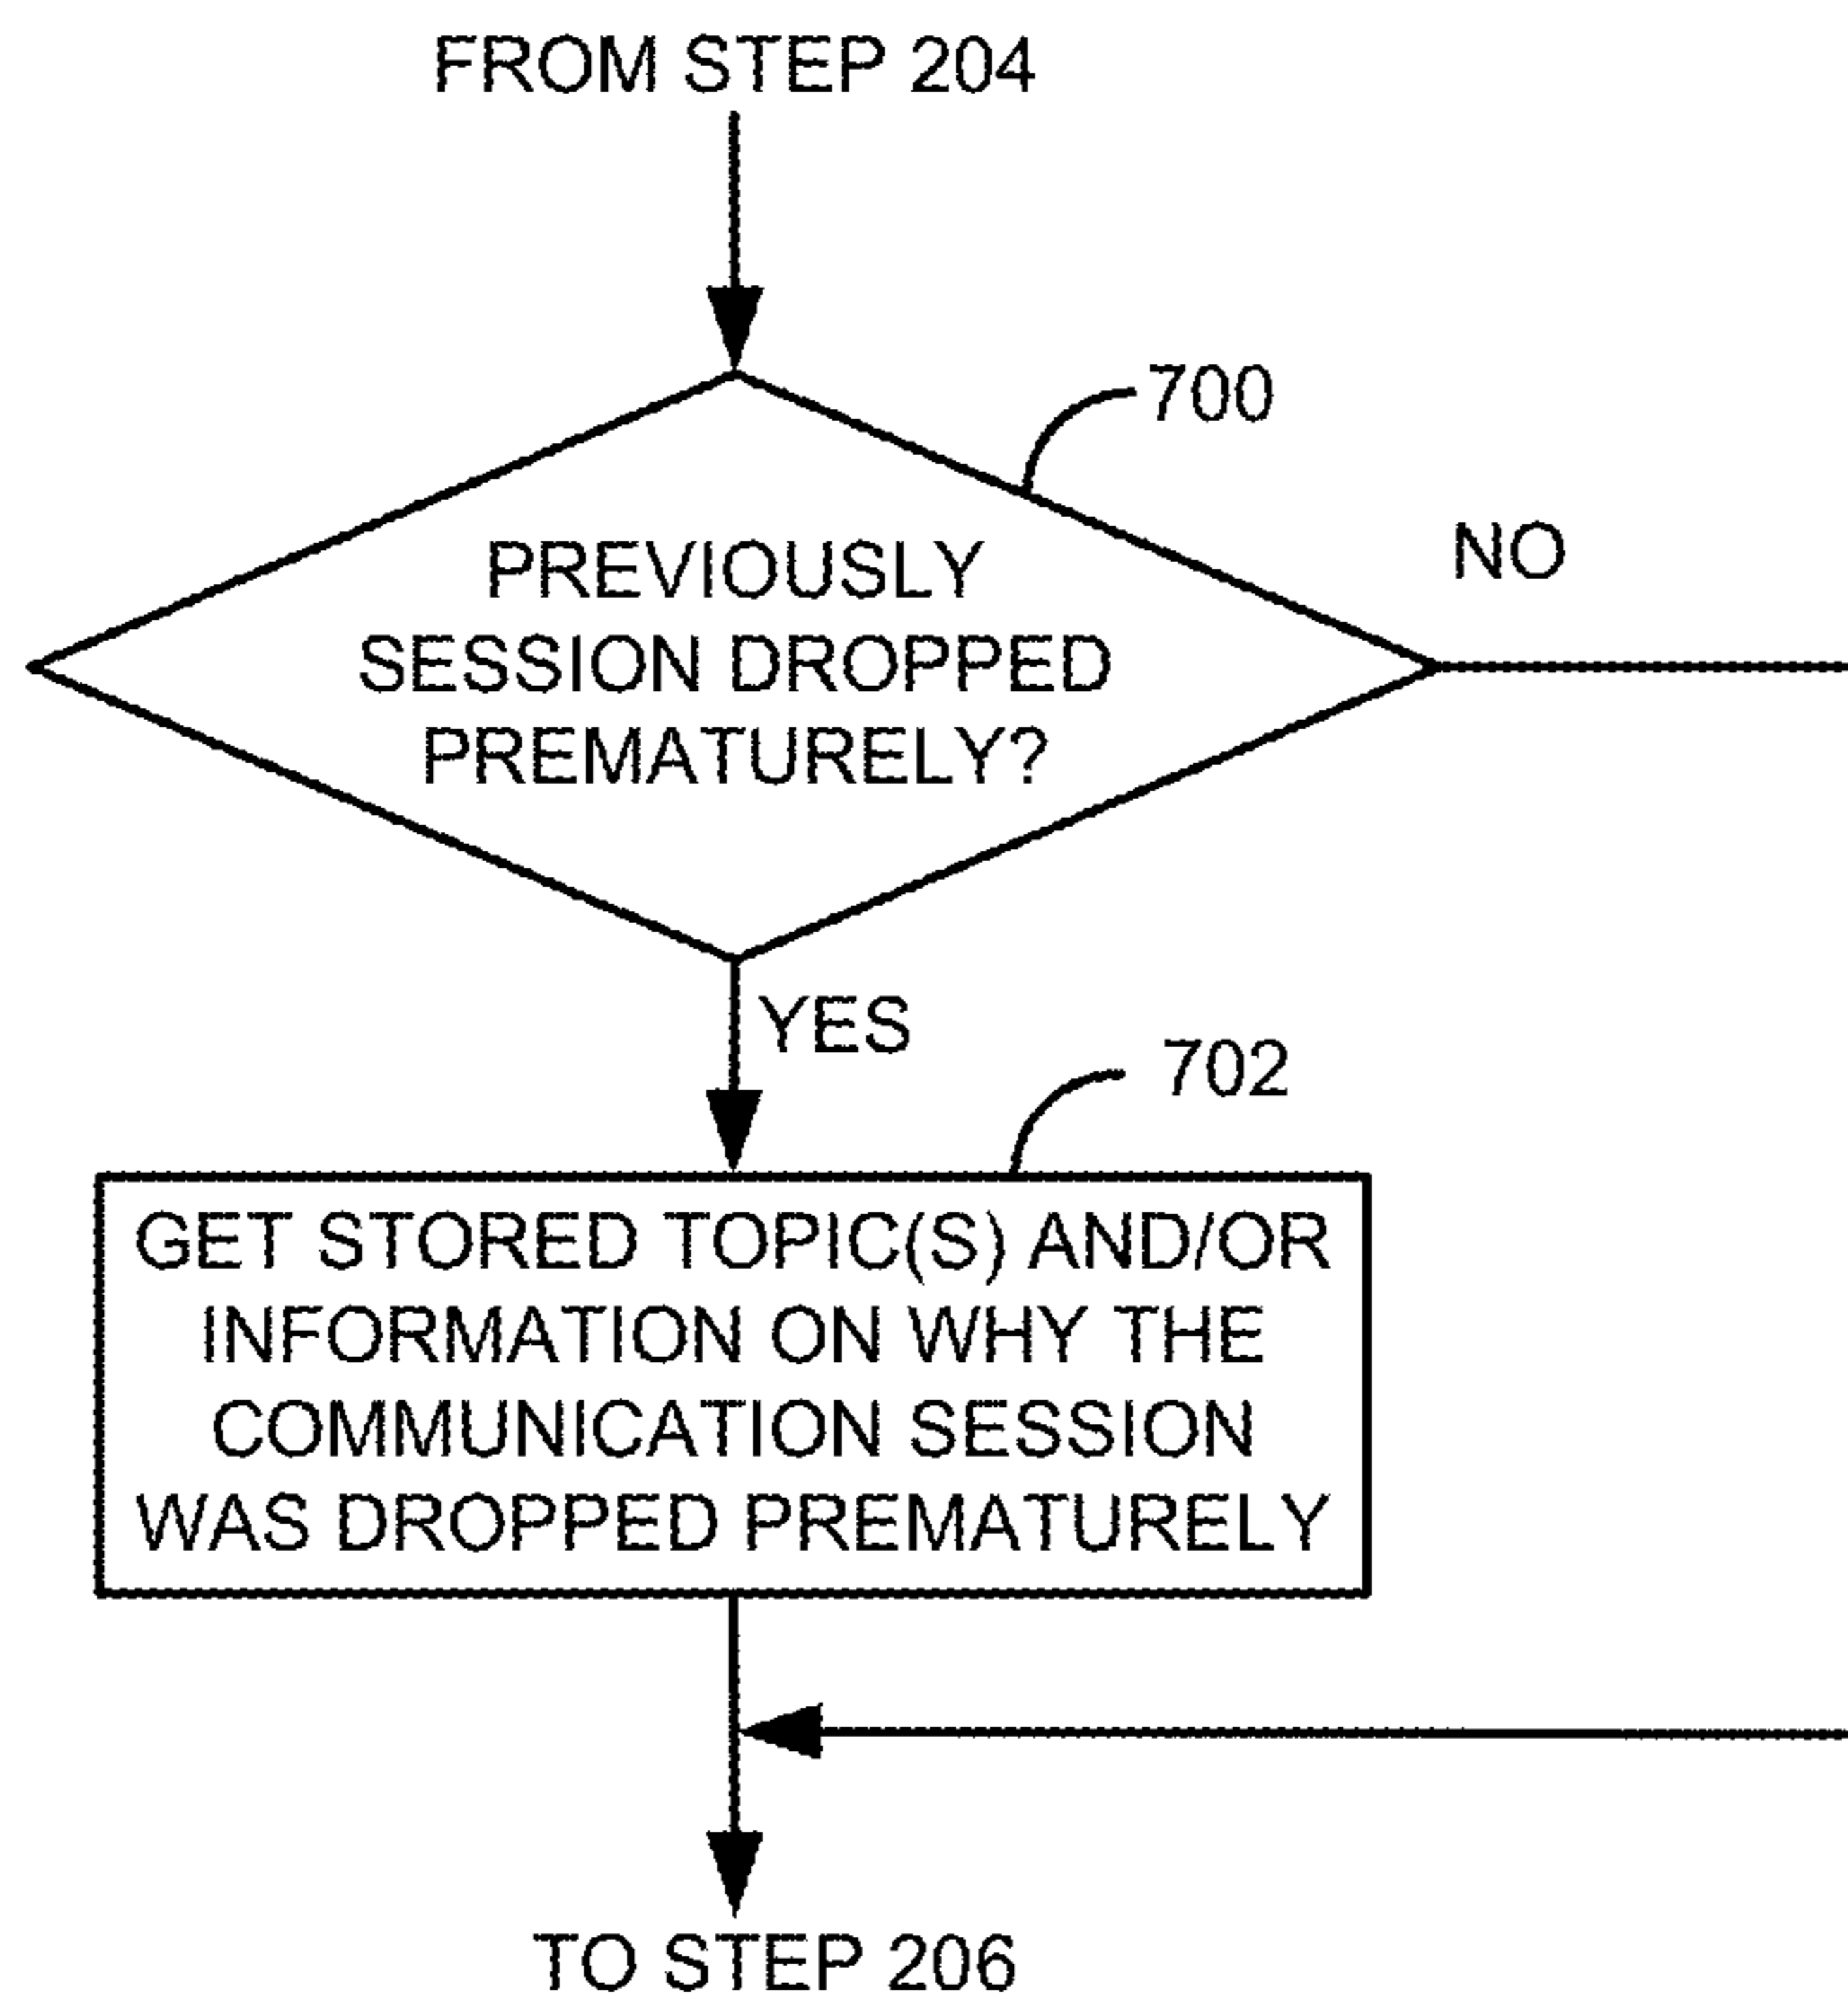 FROM STEP 204
700
PREVIOUSLY
SESSION DROPPED
PREMATURELY?
NO
YES
702
GET STORED TOPIC(S) AND/OR
INFORMATION ON WHY THE
COMMUNICATION SESSION
WAS DROPPED PREMATURELY
TO STEP 206